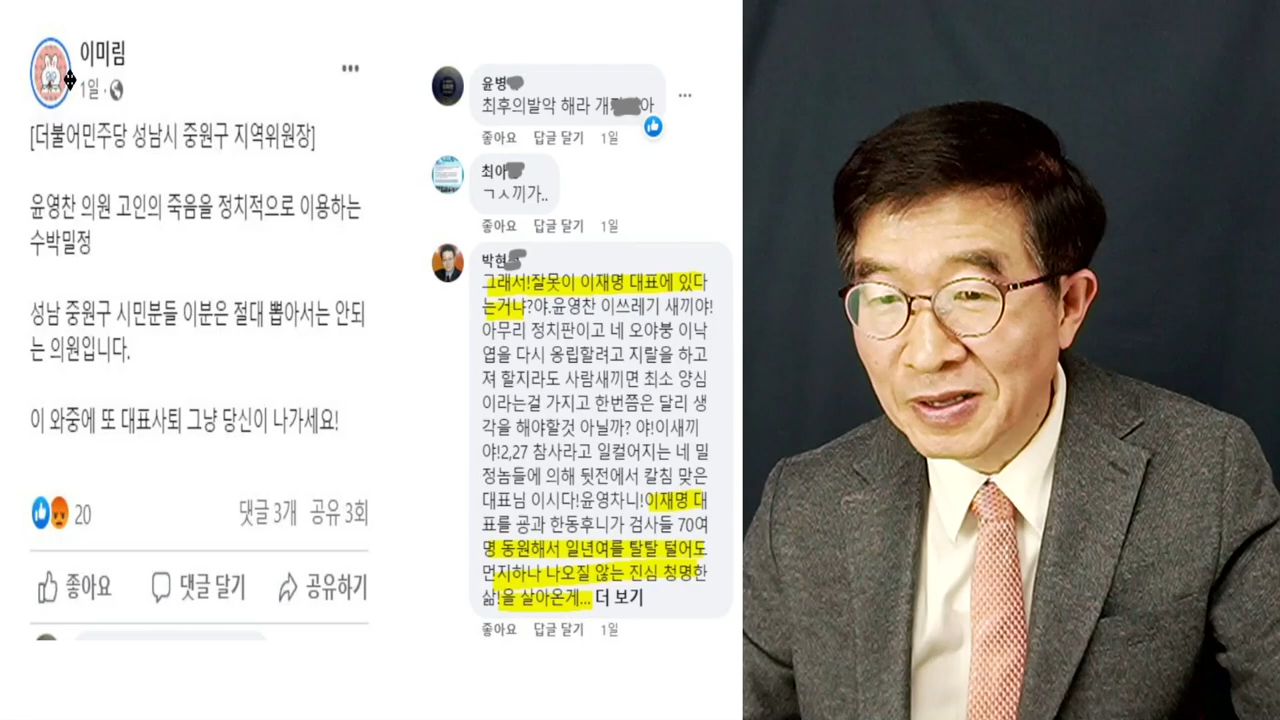 이미림
1일
[더불어민주당 성남시 중원구 지역위원장]
윤영찬 의원 고인의 죽음을 정치적으로 이용하는
수박밀정
성남 중원구 시민분들 이분은 절대 뽑아서는 안되
는 의원입니다.
이 와중에 또 대표사퇴 그냥 당신이 나가세요!
20
댓글 3개 공유 3회
좋아요 댓글 달기 공유하기
윤병
최후의발악 해라 개 아
좋아요 답글 달기 1일
최아
ㄱㅅ끼가..
좋아요 답글 달기 1일
박현
그래서!잘못이 이재명 대표에 있다
는거냐?야.윤영찬 이쓰레기 새끼야!
아무리 정치판이고 네 오야붕 이낙
엽을 다시 옹립할려고 지랄을 하고
져 할지라도 사람새끼면 최소 양심
이라는걸 가지고 한번쯤은 달리 생
각을 해야할것 아닐까? 야!이새끼
야!2,27 참사라고 일컬어지는 네 밀
정놈들에 의해 뒷전에서 칼침 맞은
대표님 이시다!윤영차니!이재명 대
표를 굥과 한동후니가 검사들 70여
명 동원해서 일년여를 탈탈 털어도
먼지하나 나오질 않는 진심 청명한
삶!을 살아온게... 더 보기
좋아요 답글 달기 1일